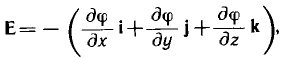 E = − ( ∂φ/∂x i + ∂φ/∂y j + ∂φ/∂z k ),